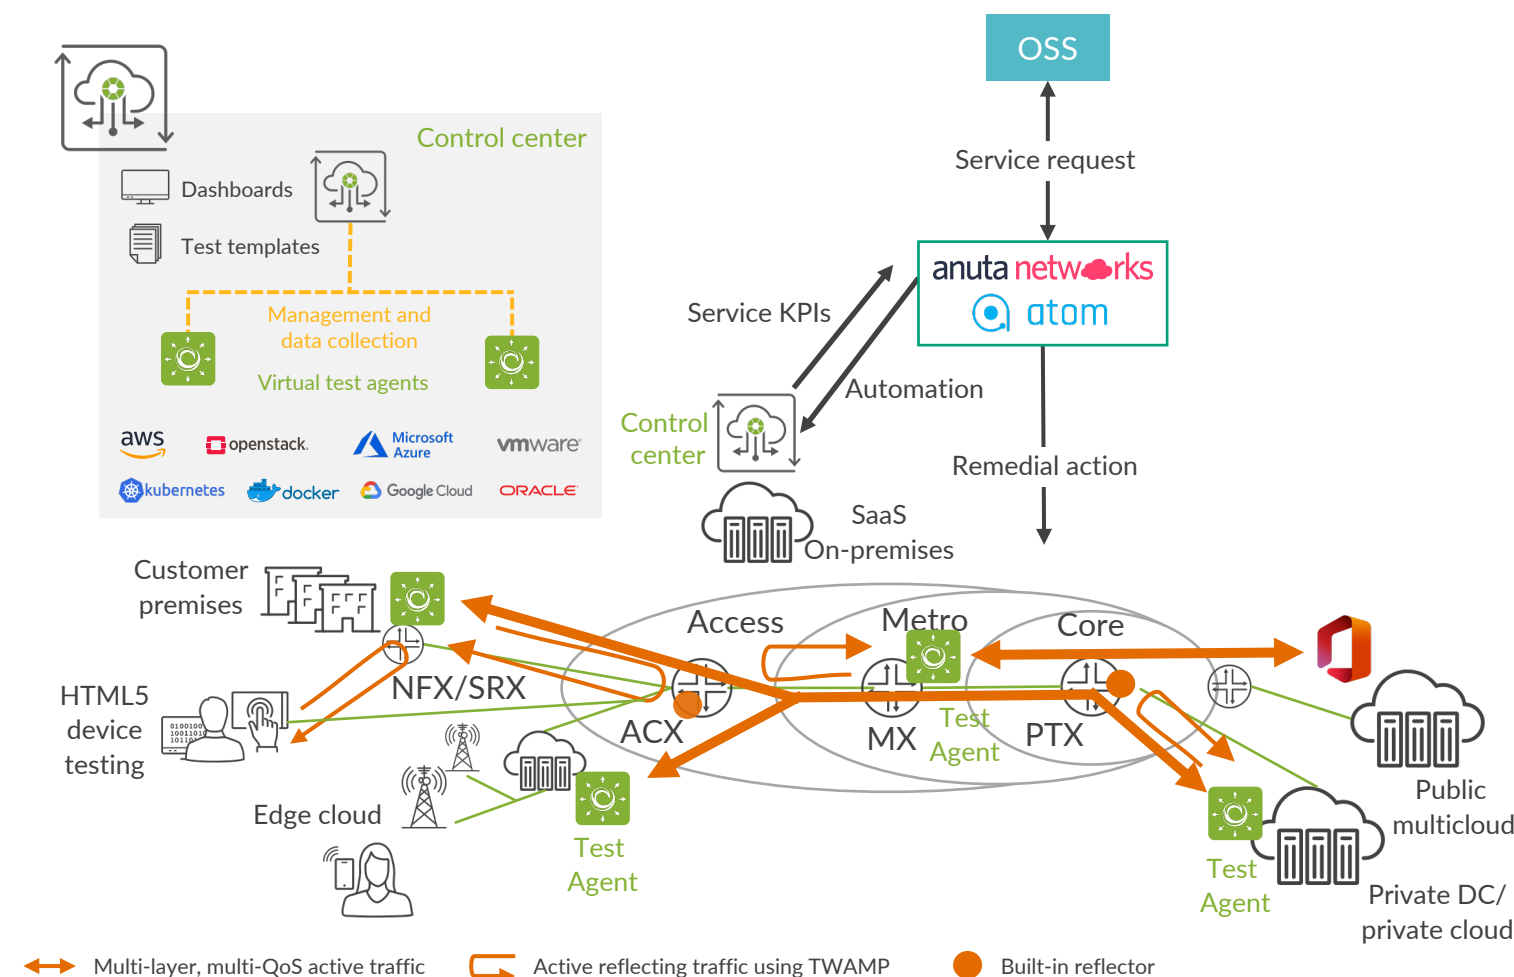 OSS
Control center
Service request
Dashboards
Test templates
anuta networks
atom
Management and
data collection
Service KPIs
Virtual test agents
Automation
aws
openstack.
Microsoft
Azure
vmware®
Control
center
kubernetes
docker
Google Cloud
ORACLE®
Remedial action
SaaS
On-premises
Customer
premises
Access
Metro
Core
NFX/SRX
HTML5
device
testing
0100100
10011010
1011
ACX
MX
Test
Agent
PTX
Edge cloud
Public
multicloud
Test
Agent
Test
Agent
Private DC/
private cloud
Multi-layer, multi-QoS active traffic
Active reflecting traffic using TWAMP
Built-in reflector